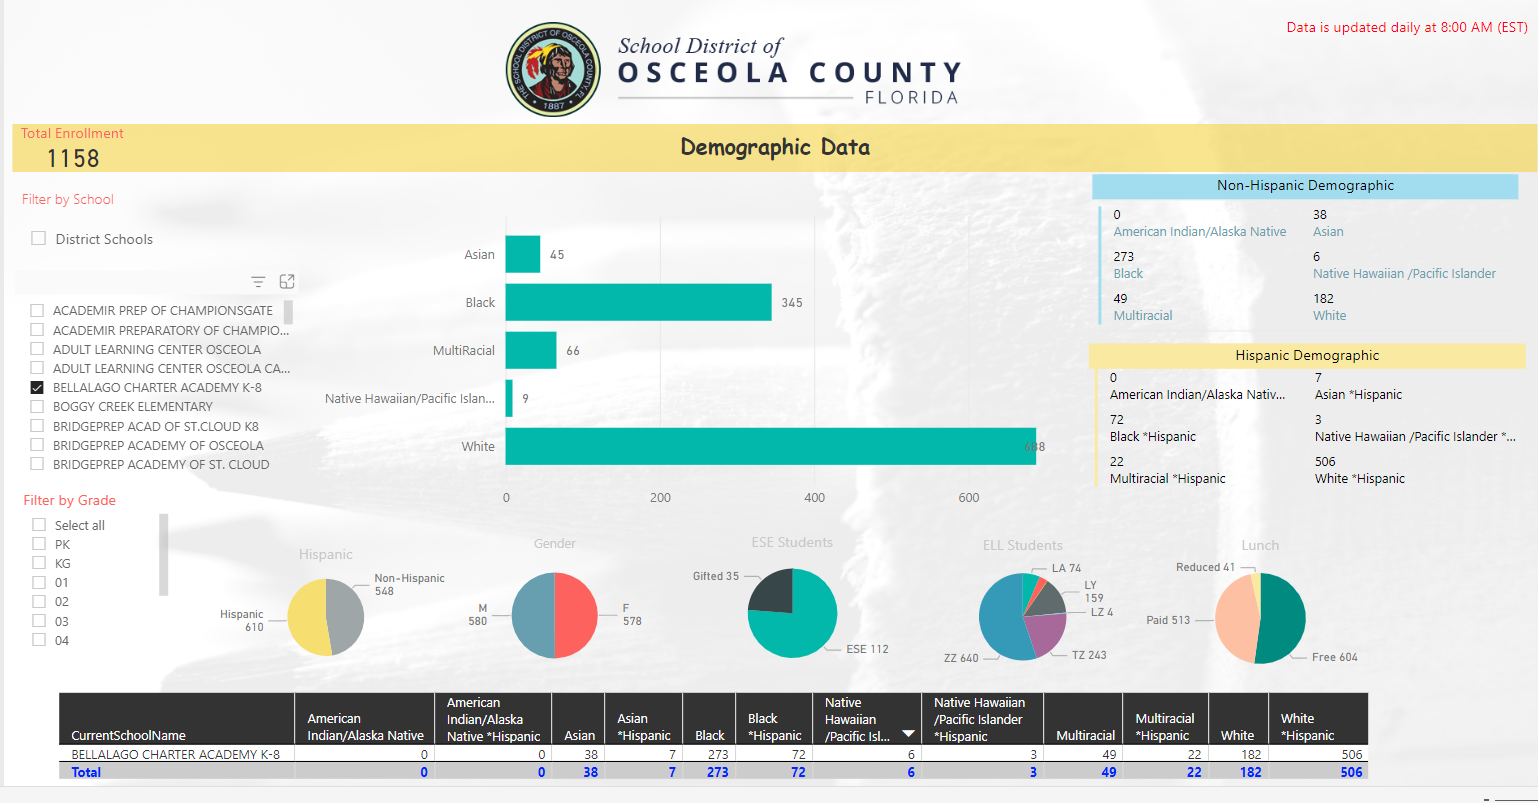 Data is updated daily at 8:00 AM (EST)
THE SCHOOL DISTRICT OF OSCEOLA COUNTY, FL
• 1887 •
School District of
OSCEOLA COUNTY
FLORIDA
Total Enrollment
1158
Demographic Data
Filter by School
District Schools
ACADEMIR PREP OF CHAMPIONSGATE
ACADEMIR PREPARATORY OF CHAMPIO...
ADULT LEARNING CENTER OSCEOLA
ADULT LEARNING CENTER OSCEOLA CA...
BELLALAGO CHARTER ACADEMY K-8
BOGGY CREEK ELEMENTARY
BRIDGEPREP ACAD OF ST.CLOUD K8
BRIDGEPREP ACADEMY OF OSCEOLA
BRIDGEPREP ACADEMY OF ST. CLOUD
Asian 45
Black 345
MultiRacial 66
Native Hawaiian/Pacific Islan... 9
White 688
0 200 400 600
Non-Hispanic Demographic
0 38
American Indian/Alaska Native Asian
273 6
Black Native Hawaiian /Pacific Islander
49 182
Multiracial White
Hispanic Demographic
0 7
American Indian/Alaska Nativ... Asian *Hispanic
72 3
Black *Hispanic Native Hawaiian /Pacific Islander *...
22 506
Multiracial *Hispanic White *Hispanic
Filter by Grade
Select all
PK
KG
01
02
03
04
Hispanic
Non-Hispanic
548
Hispanic
610
Gender
M
580
F
578
ESE Students
Gifted 35
ESE 112
ELL Students
LA 74
LY
159
LZ 4
TZ 243
ZZ 640
Lunch
Reduced 41
Paid 513
Free 604
CurrentSchoolName
American
Indian/Alaska Native
American
Indian/Alaska
Native *Hispanic
Asian
Asian
*Hispanic
Black
Black
*Hispanic
Native
Hawaiian
/Pacific Isl...
Native Hawaiian
/Pacific Islander
*Hispanic
Multiracial
Multiracial
*Hispanic
White
White
*Hispanic
BELLALAGO CHARTER ACADEMY K-8 0 0 38 7 273 72 6 3 49 22 182 506
Total 0 0 38 7 273 72 6 3 49 22 182 506